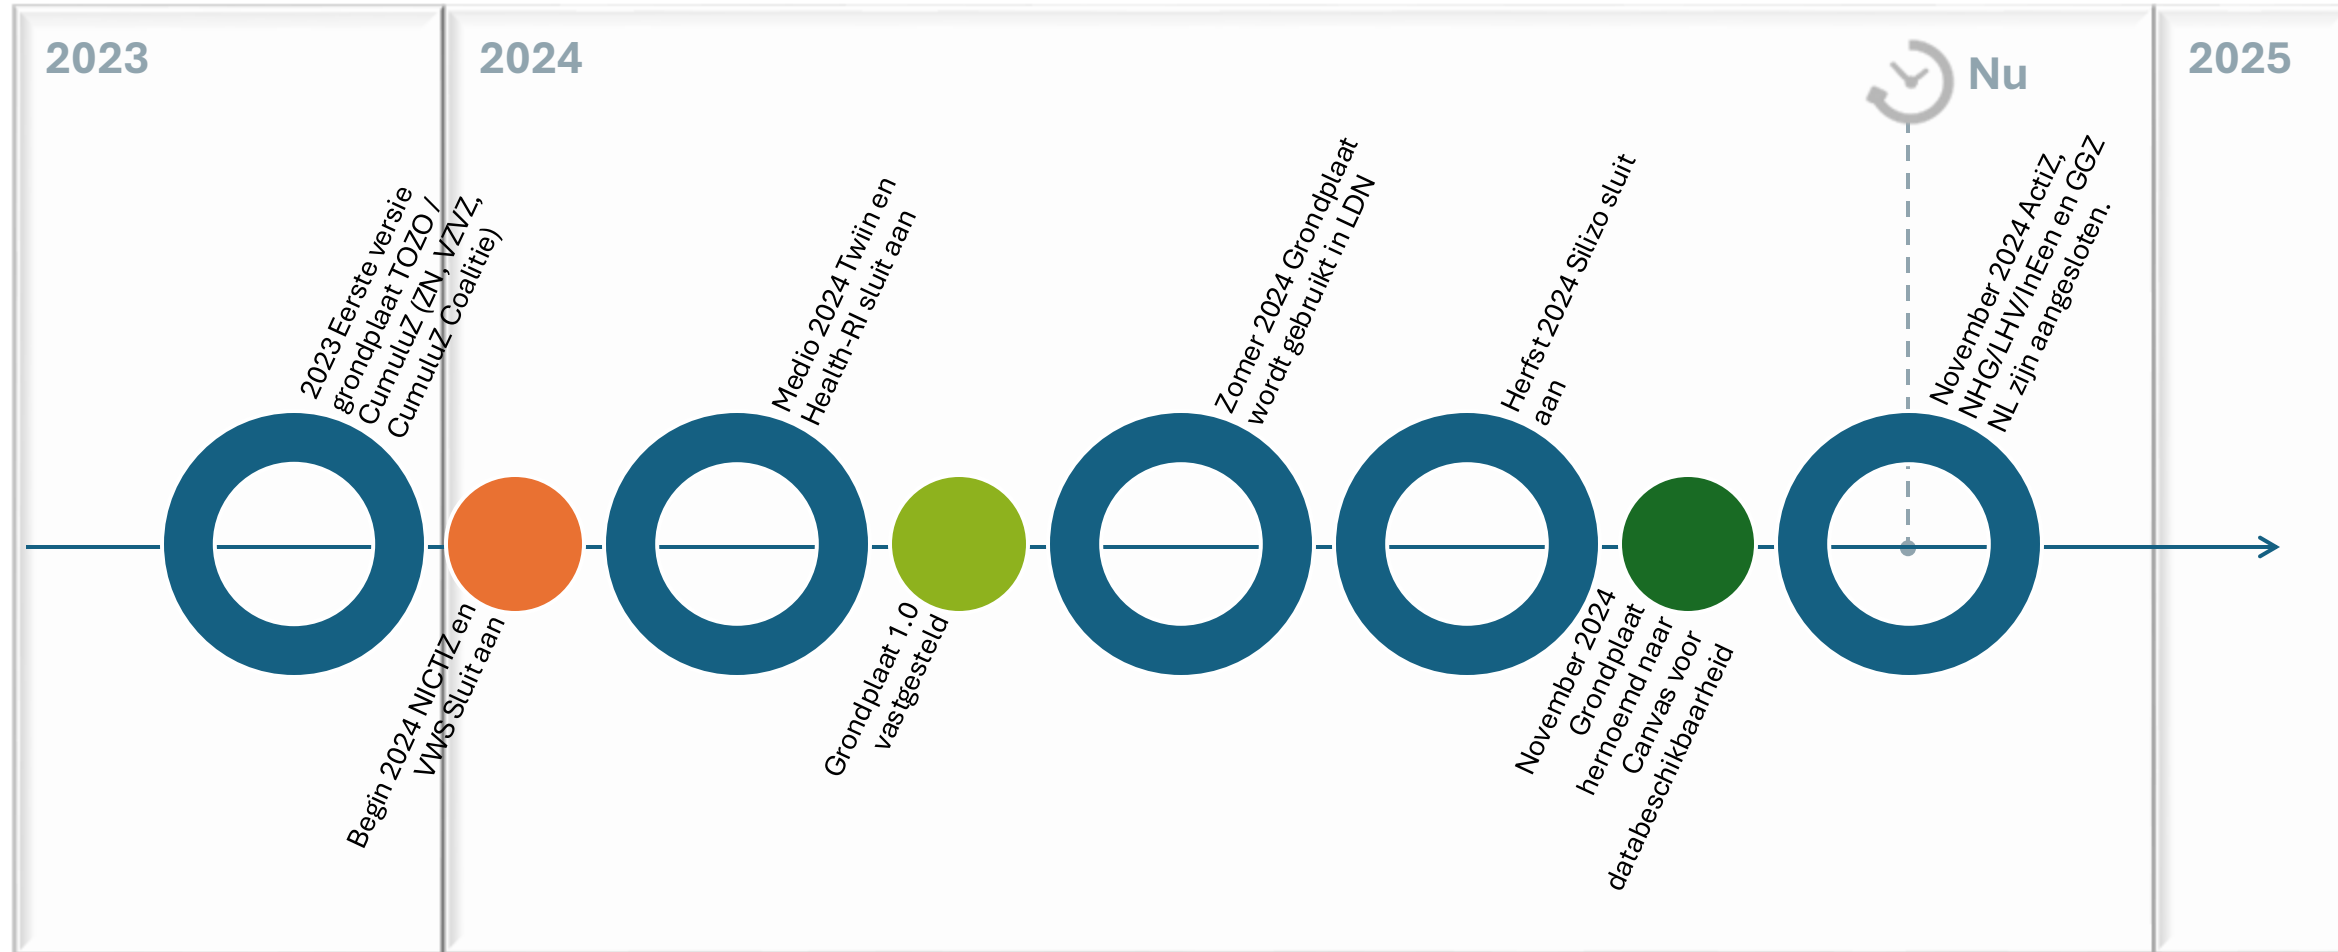 2023
2024
Nu
2025
2023 Eerste versie
grondplaat TOZO /
CumuluZ (ZN, VZVZ,
CumuluZ Coalitie)
Begin 2024 NICTIZ en
VWS Sluit aan
Medio 2024 Twiin en
Health-RI sluit aan
Grondplaat 1.0
vastgesteld
Zomer 2024 Grondplaat
wordt gebruikt in LDN
Herfst 2024 Silizo sluit
aan
November 2024
Grondplaat
hernoemd naar
Canvas voor
databeschikbaarheid
November 2024 ActiZ,
NHG/LHV/InEen en GGZ
NL zijn aangesloten.